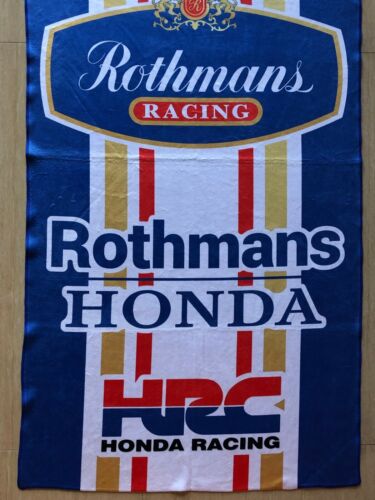 R
Rothmans
RACING
Rothmans
HONDA
HRC
HONDA RACING